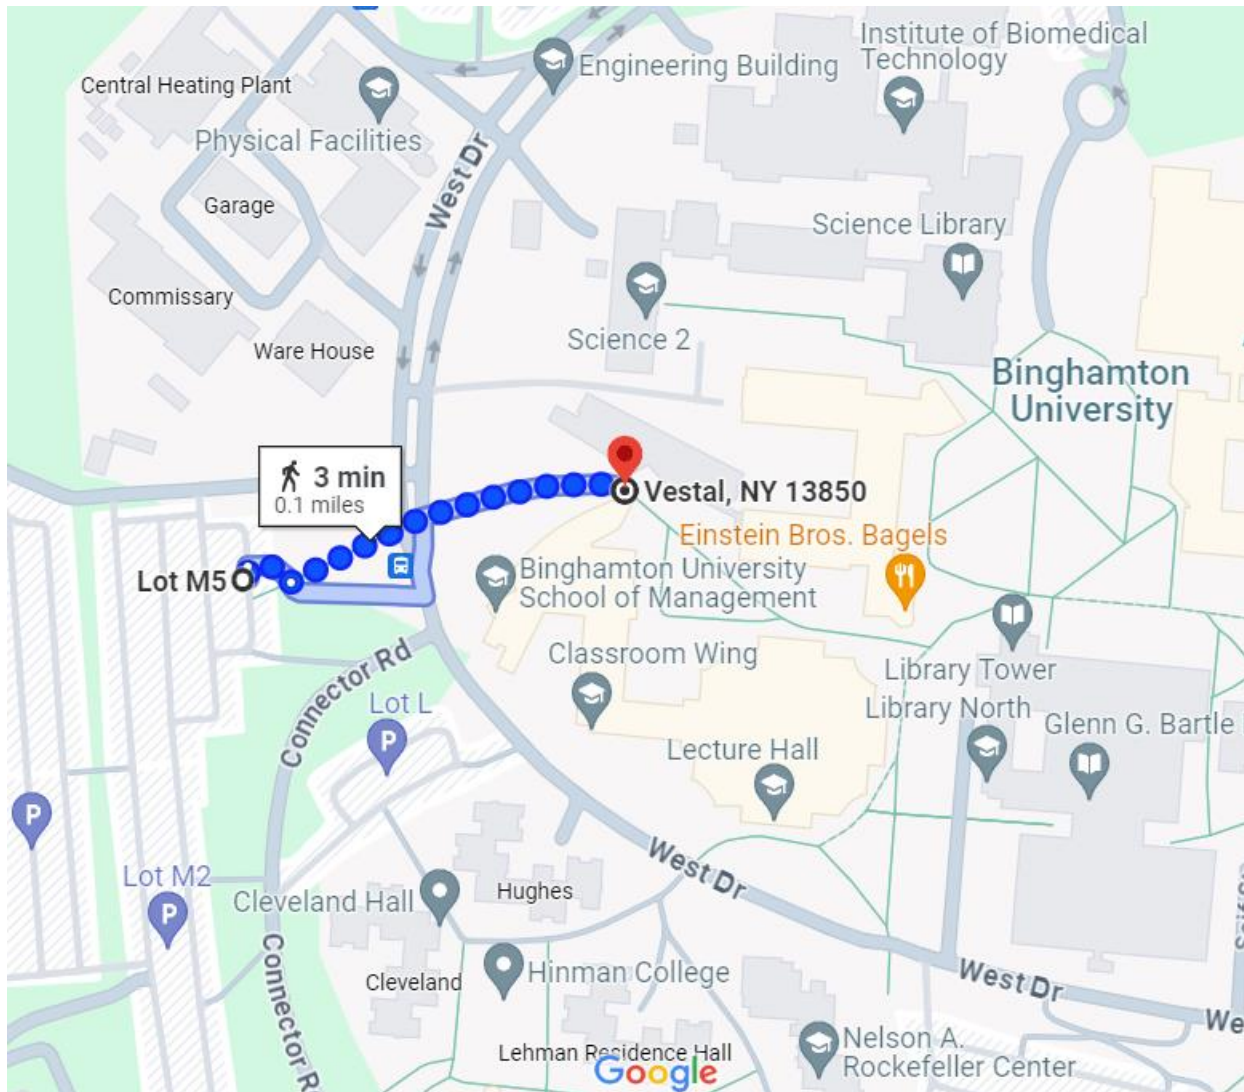 Institute of Biomedical
Technology
Engineering Building
Central Heating Plant
Physical Facilities
West Dr
Garage
Science Library
Commissary
Science 2
Ware House
Binghamton
University
3 min
0.1 miles
Vestal, NY 13850
Einstein Bros. Bagels
Lot M5
Binghamton University
School of Management
Connector Rd
Classroom Wing
Library Tower
Lot L
Library North
Glenn G. Bartle
Lecture Hall
P
P
West Dr
Lot M2
P
Cleveland Hall
Hughes
Connector R
Cleveland
Hinman College
West Dr
We
Nelson A.
Rockefeller Center
Lehman Residence Hall
Google